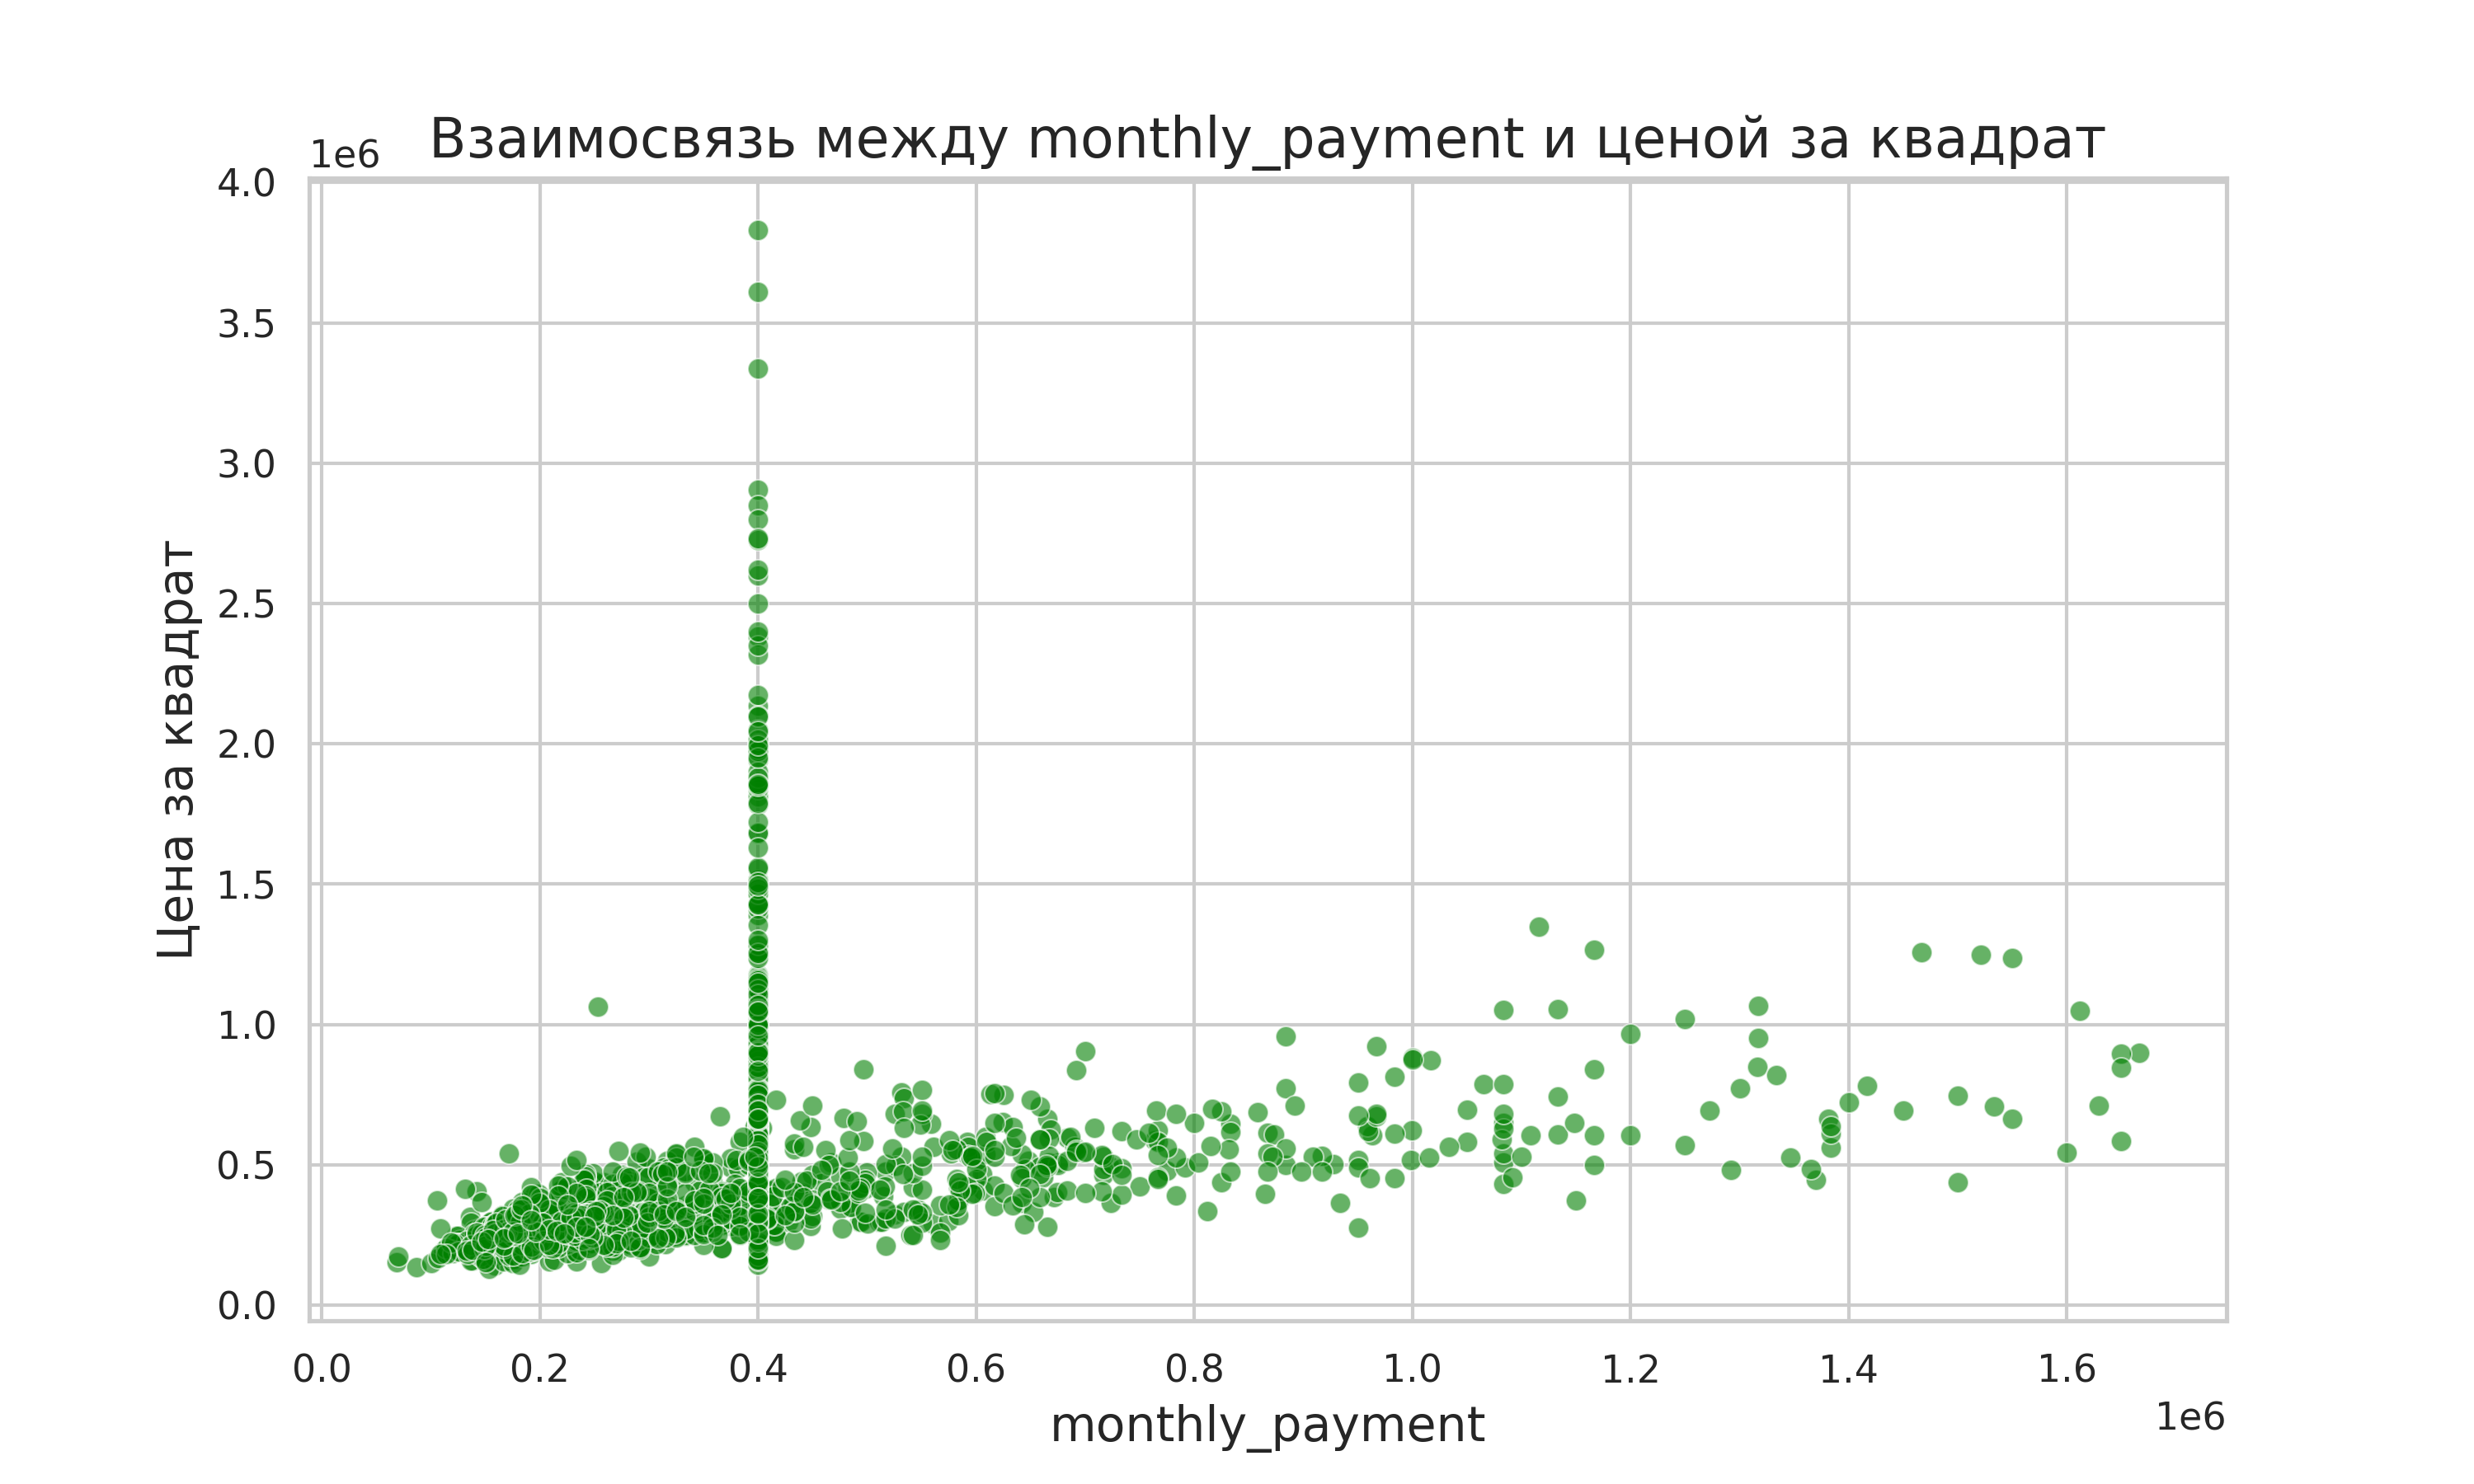 Взаимосвязь между monthly_payment и ценой за квадрат
1e6
4.0
3.5
3.0
2.5
2.0
1.5
1.0
0.5
0.0
Цена за квадрат
0.0 0.2 0.4 0.6 0.8 1.0 1.2 1.4 1.6
1e6
monthly_payment